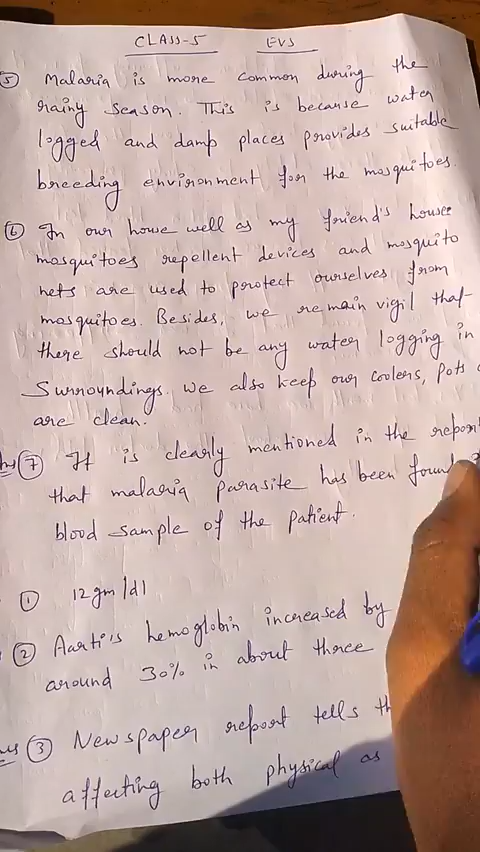 CLASS-5 EVS
5 Malaria is more common during the
rainy season. This is because water
logged and damp places provides suitable
breeding environment for the mosquitoes.
6 In our house well as my friend's house
mosquitoes repellent devices and mosquito
nets are used to protect ourselves from
mosquitoes. Besides, we remain vigil that
there should not be any water logging in
Surroundings. We also keep our coolers, Pots
are clean.
7 It is clearly mentioned in the report
that malaria parasite has been found
blood sample of the patient.
1 12gm/dl
2 Aarti's hemoglobin increased by
around 30% in about three
3 Newspaper report tells
affecting both physical as